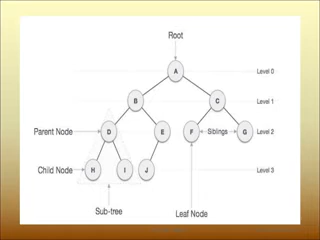 Root
A
Level 0
B
C
Level 1
Parent Node
D
E
F
Siblings
G
Level 2
Child Node
H
I
J
Level 3
Sub-tree
Leaf Node